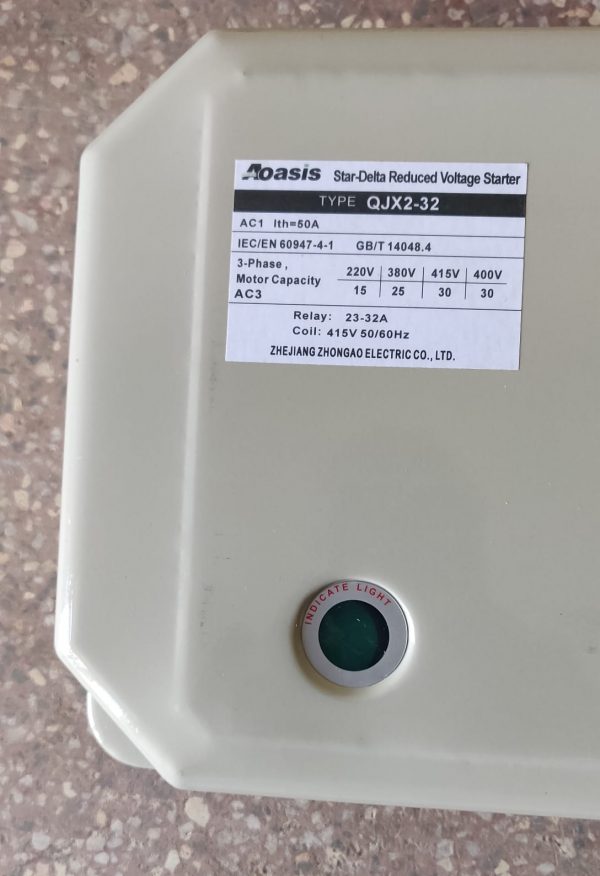 Aoasis Star-Delta Reduced Voltage Starter
TYPE QJX2-32
AC1 Ith=50A
IEC/EN 60947-4-1 GB/T 14048.4
3-Phase, 220V 380V 415V 400V
Motor Capacity
AC3 15 25 30 30
Relay: 23-32A
Coil: 415V 50/60Hz
ZHEJIANG ZHONGAO ELECTRIC CO., LTD.
INDICATE LIGHT